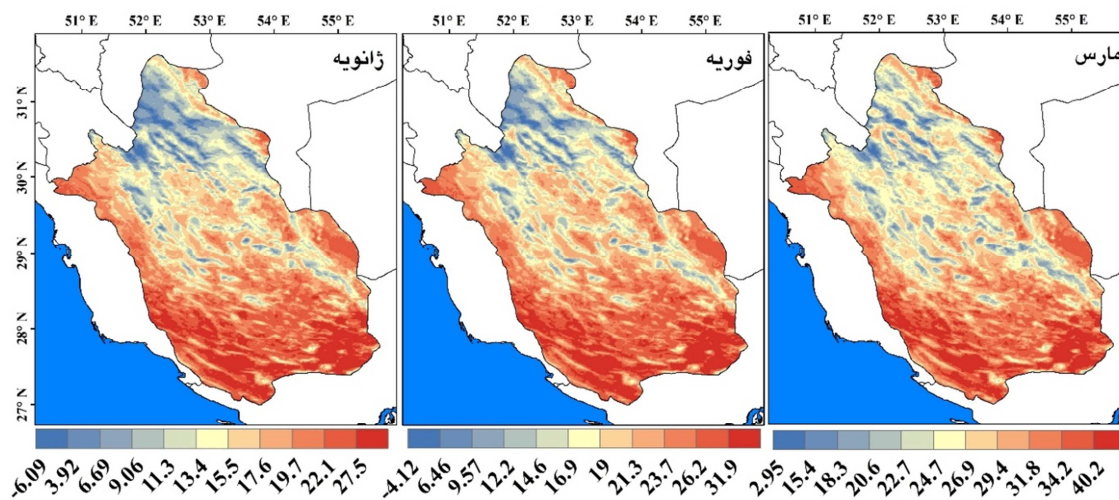 51° E 52° E 53° E 55° E 51° E 52° E 53° E 55° E 51° E 52° E 53° E 55° E
ژانویه فوریه مارس
31° N
30° N
29° N
28° N
27° N
-6.09 3.92 6.69 9.06 11.3 13.4 15.5 17.6 19.7 22.1 27.5 -4.12 6.46 9.57 12.2 14.6 16.9 19 21.3 23.7 26.2 31.9 2.95 15.4 18.3 20.6 22.7 24.7 26.9 29.4 31.8 34.2 40.2